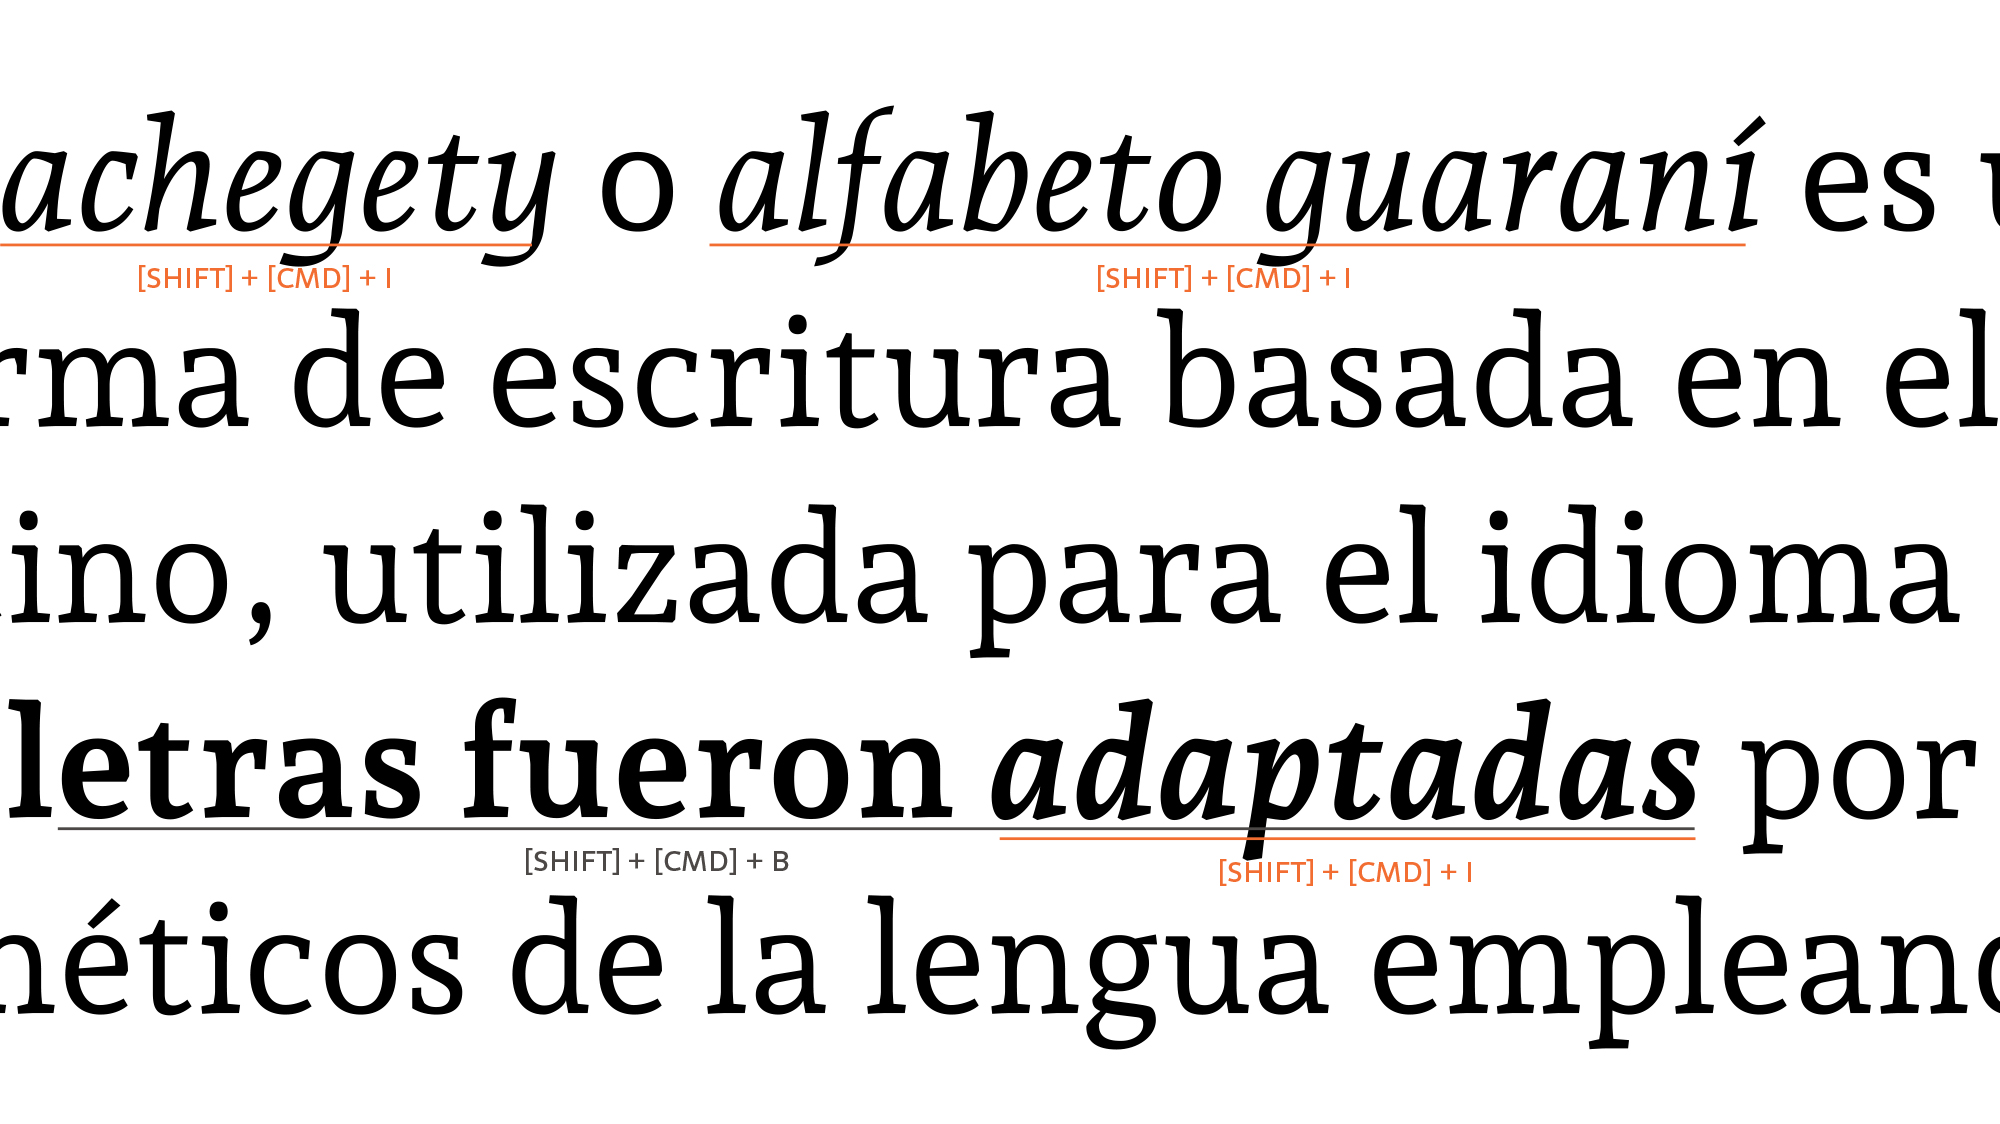 achegety o alfabeto guaraní es u
[SHIFT] + [CMD] + I [SHIFT] + [CMD] + I
rma de escritura basada en el
ino, utilizada para el idioma
letras fueron adaptadas por
[SHIFT] + [CMD] + B [SHIFT] + [CMD] + I
néticos de la lengua empleand